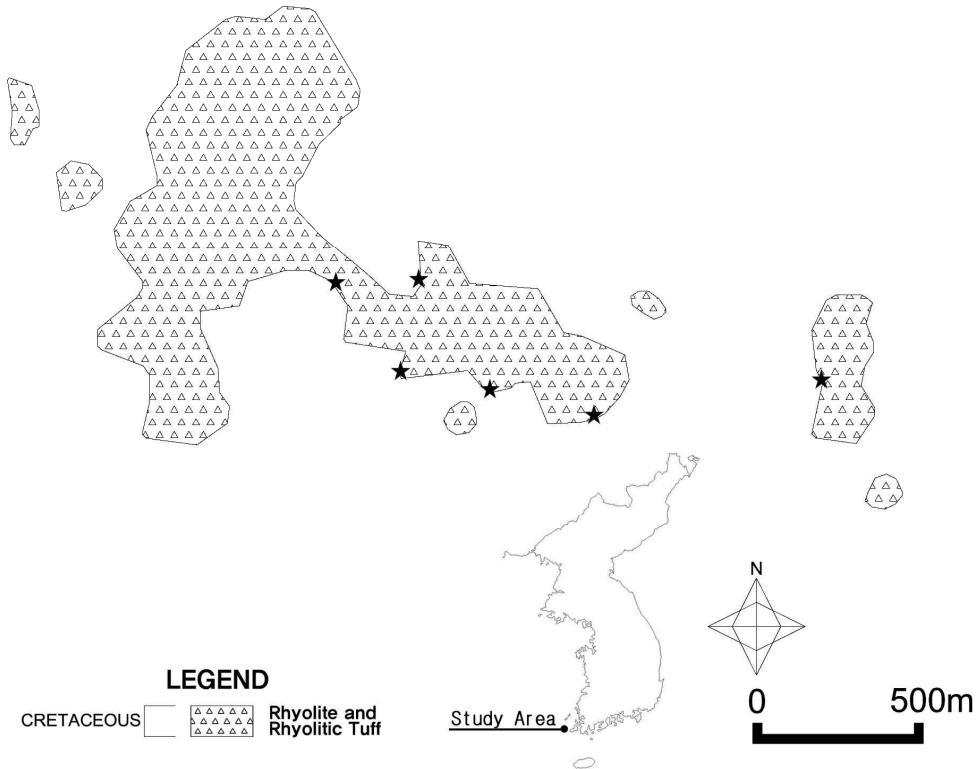 N
LEGEND
CRETACEOUS
Rhyolite and
Rhyolitic Tuff
Study Area
0 500m